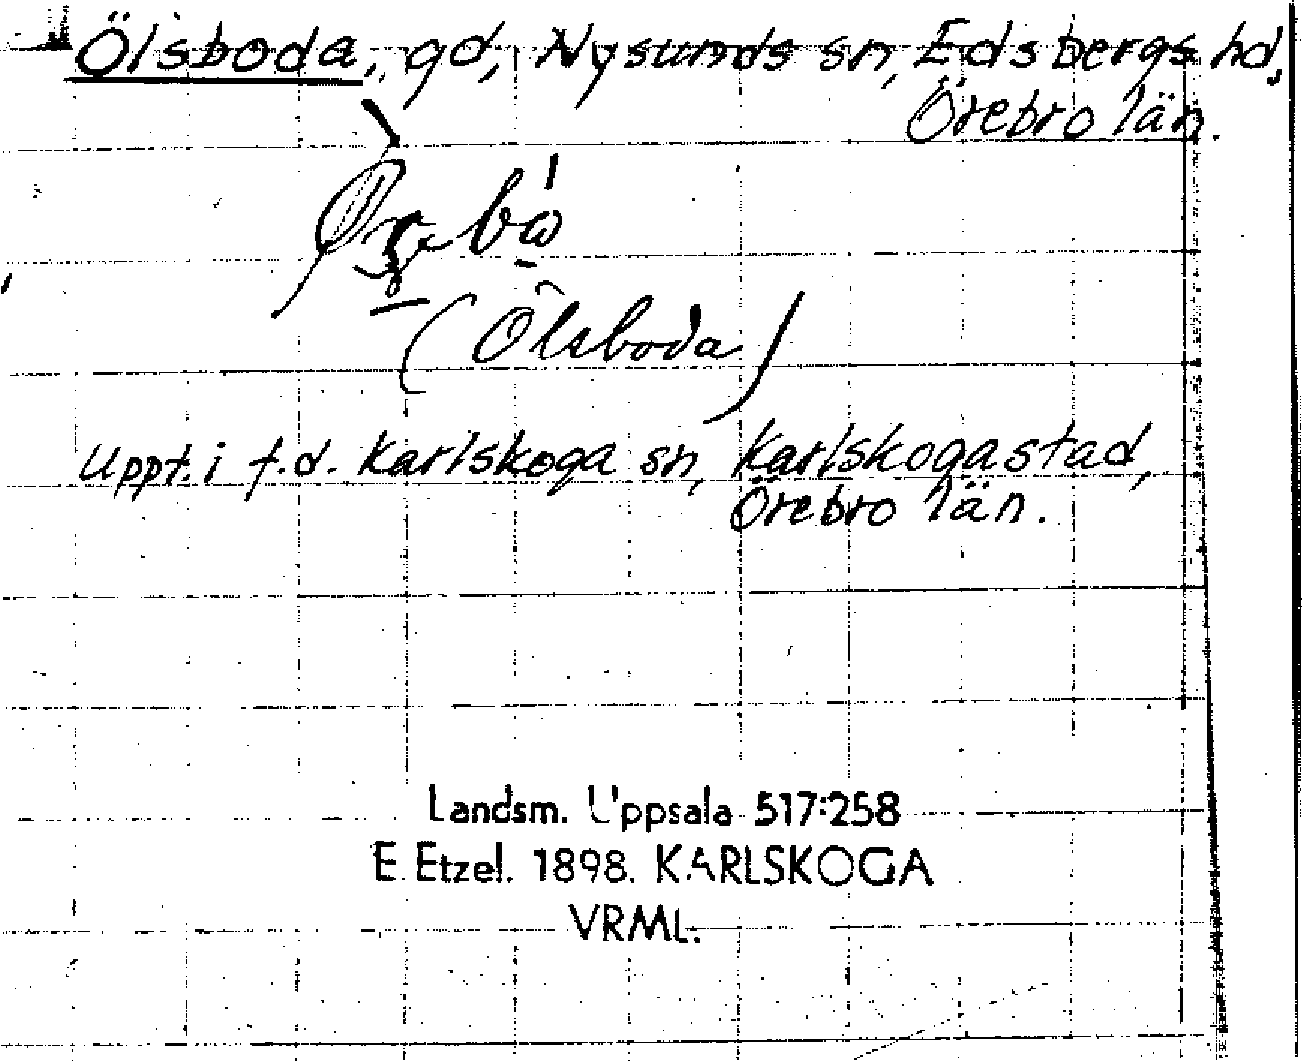 Ölsboda, gd, Nysunds sn, Edsbergs hd,
Örebro län.
(Ölsboda)
Uppt. i f.d. Karlskoga sn, Karlskoga stad,
Örebro län.
Landsm. Uppsala 517:258
E. Etzel. 1898. KARLSKOGA
VRML.